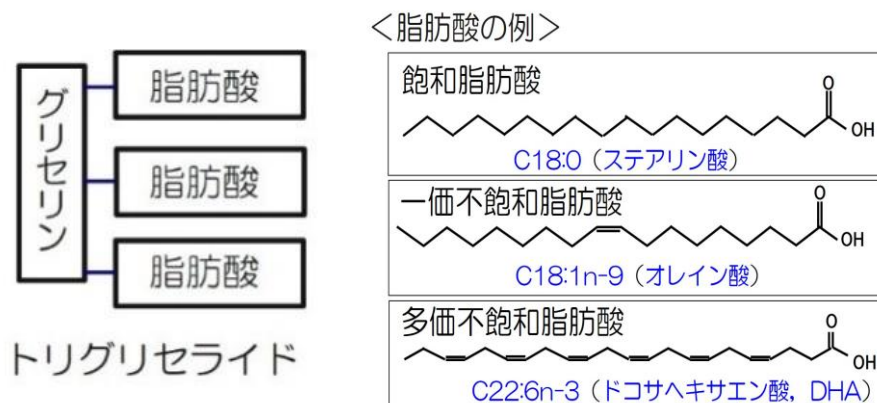 グリセリン
脂肪酸
脂肪酸
脂肪酸
トリグリセライド
＜脂肪酸の例＞
飽和脂肪酸
O
OH
C18:0（ステアリン酸）
一価不飽和脂肪酸
O
OH
C18:1n-9（オレイン酸）
多価不飽和脂肪酸
O
OH
C22:6n-3（ドコサヘキサエン酸，DHA）